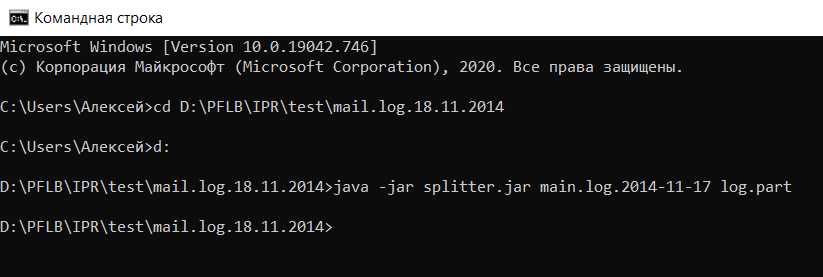 Командная строка
Microsoft Windows [Version 10.0.19042.746]
(c) Корпорация Майкрософт (Microsoft Corporation), 2020. Все права защищены.
C:\Users\Алексей>cd D:\PFLB\IPR\test\mail.log.18.11.2014
C:\Users\Алексей>d:
D:\PFLB\IPR\test\mail.log.18.11.2014>java -jar splitter.jar main.log.2014-11-17 log.part
D:\PFLB\IPR\test\mail.log.18.11.2014>